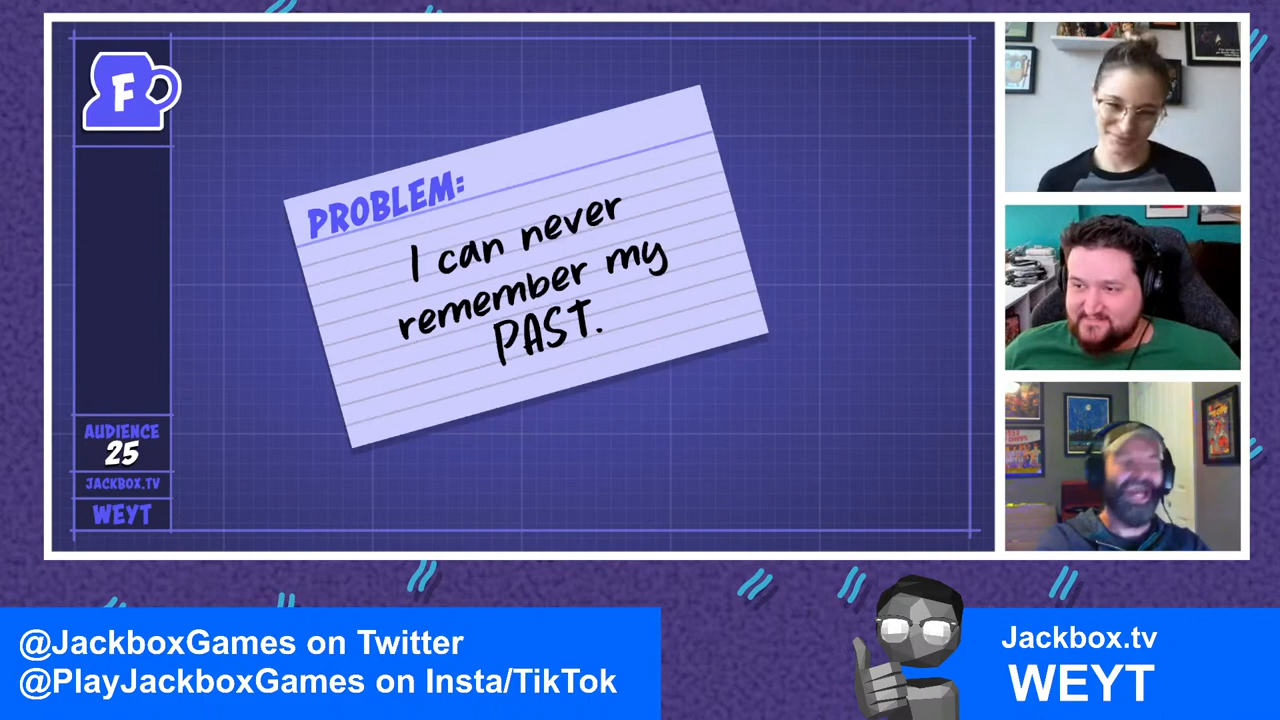 F
PROBLEM:
I can never
remember my
PAST.
AUDIENCE
25
JACKBOX.TV
WEYT
@JackboxGames on Twitter
@PlayJackboxGames on Insta/TikTok
Jackbox.tv
WEYT